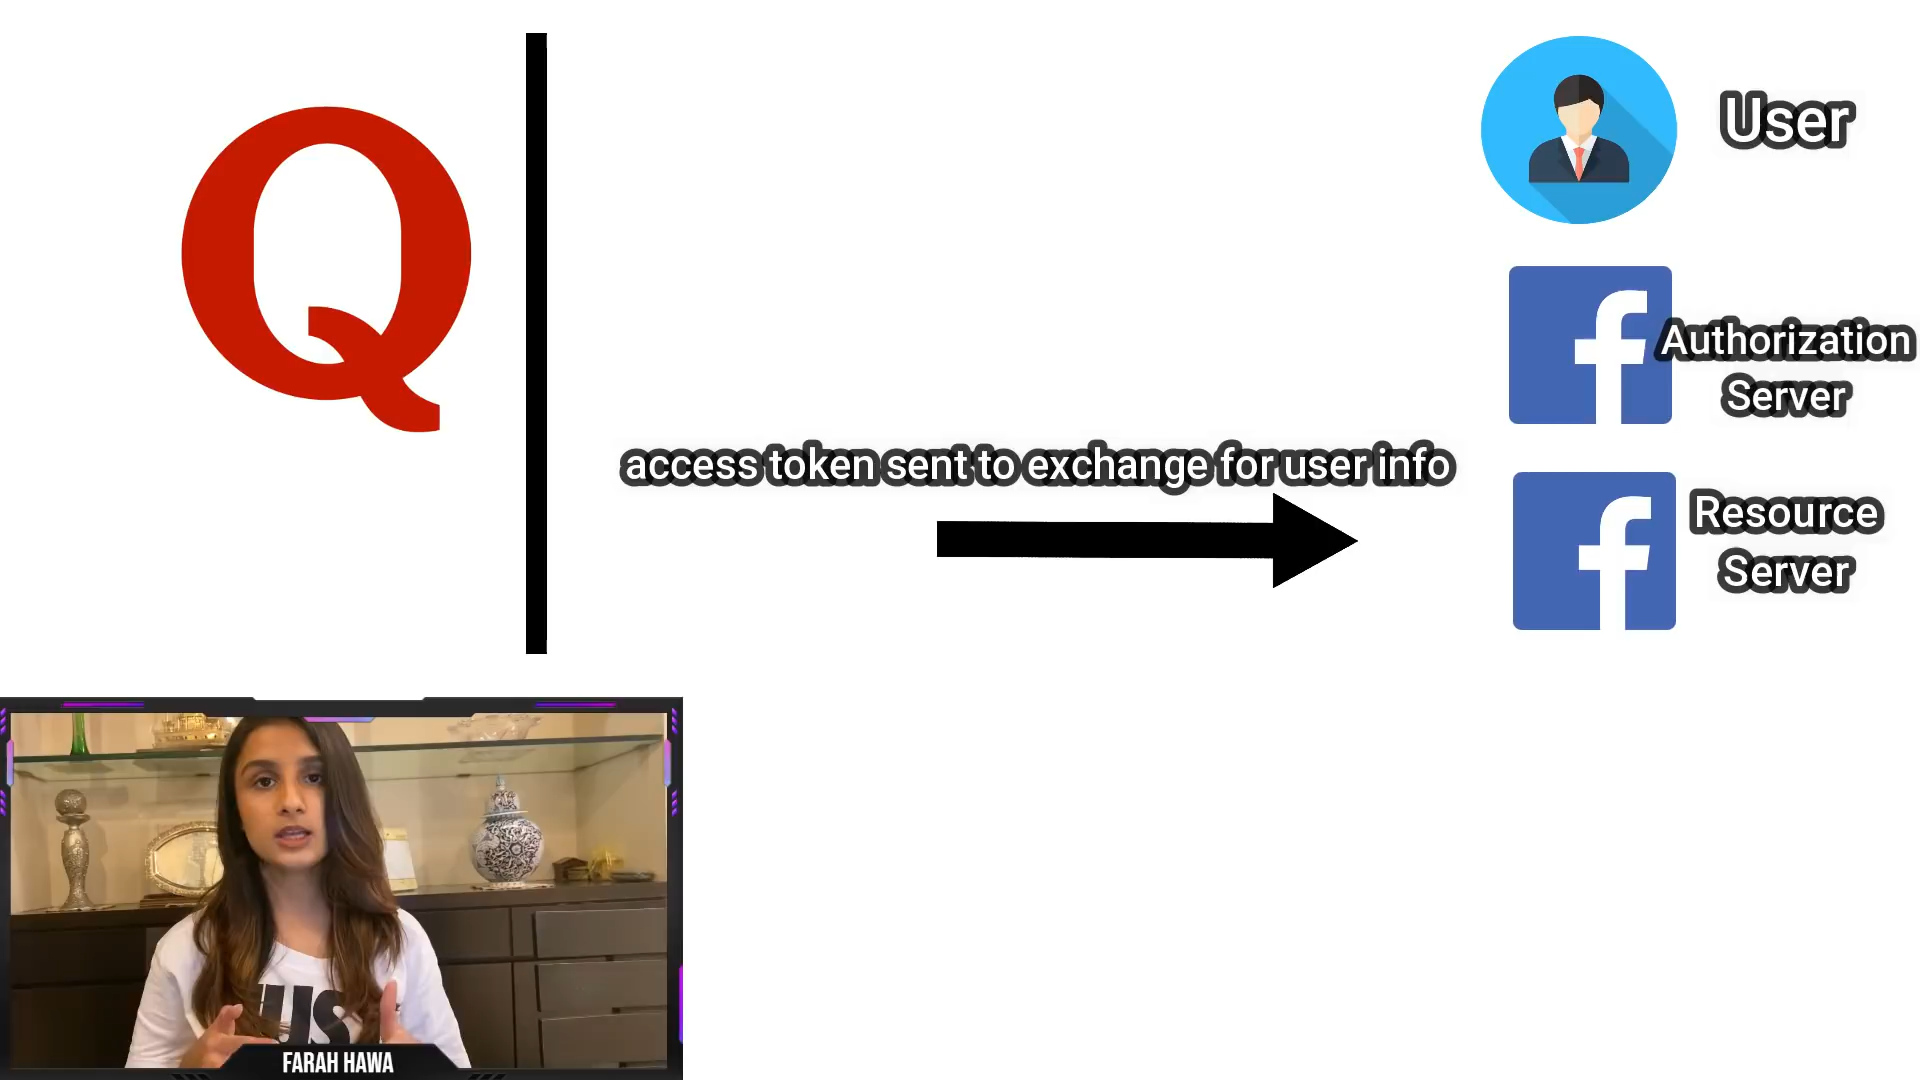 User
Authorization
Server
access token sent to exchange for user info
Resource
Server
US
FARAH HAWA